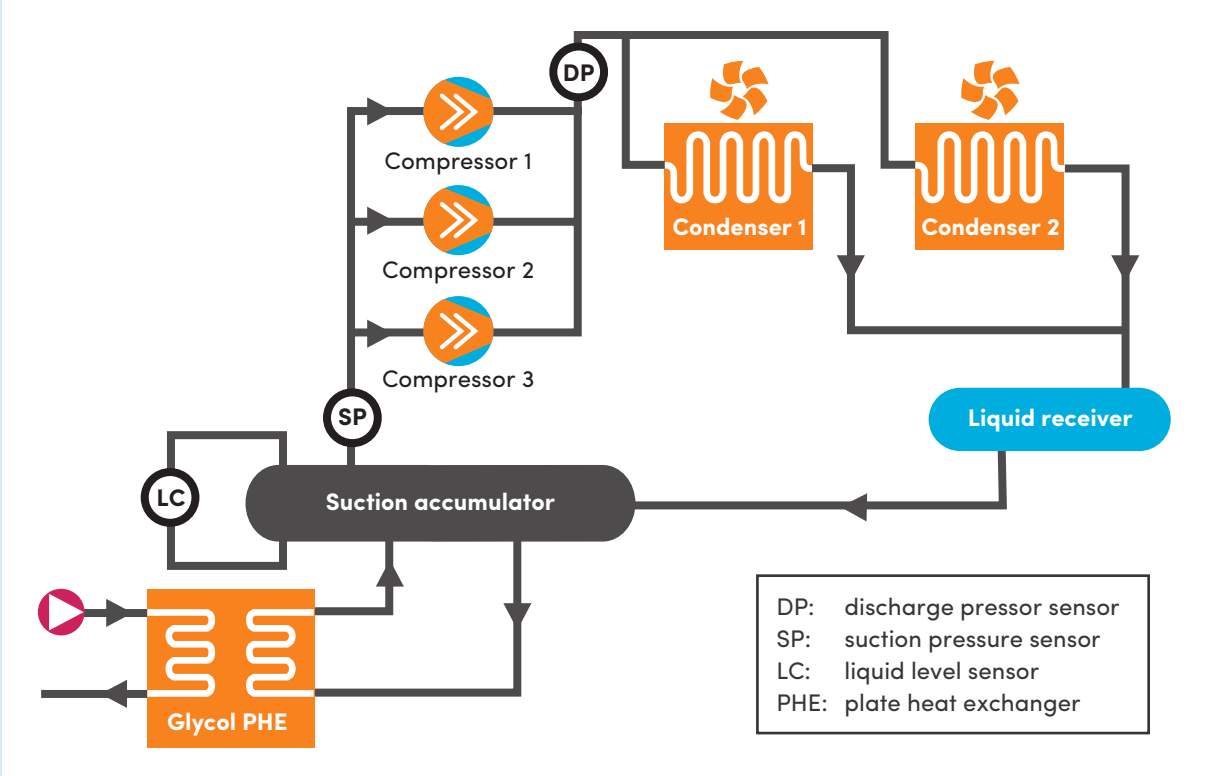 DP
Compressor 1
Condenser 1
Condenser 2
Compressor 2
Compressor 3
SP
Liquid receiver
LC
Suction accumulator
Glycol PHE
DP: discharge pressor sensor
SP: suction pressure sensor
LC: liquid level sensor
PHE: plate heat exchanger